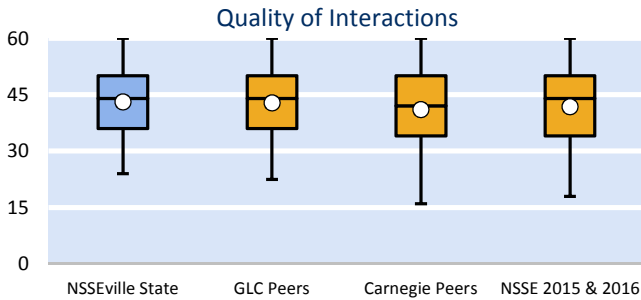 Quality of Interactions
60
45
30
15
0
NSSEville State
GLC Peers
Carnegie Peers
NSSE 2015 & 2016